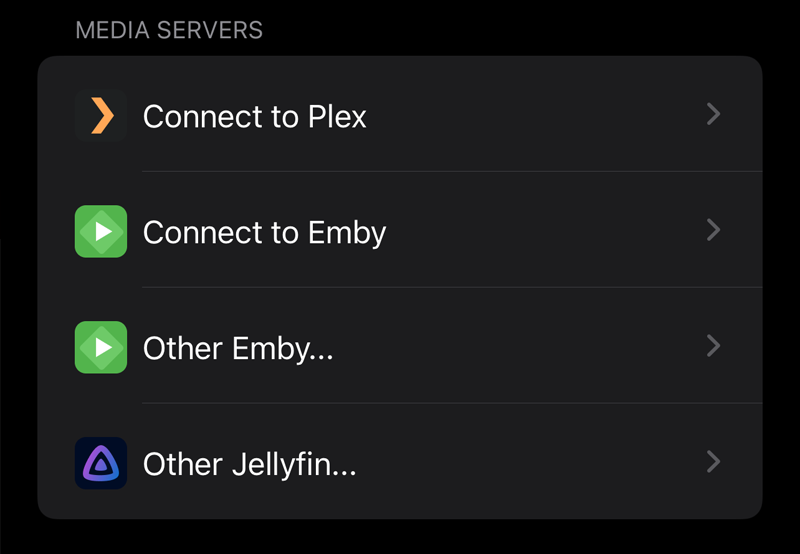 MEDIA SERVERS
Connect to Plex
Connect to Emby
Other Emby...
Other Jellyfin...